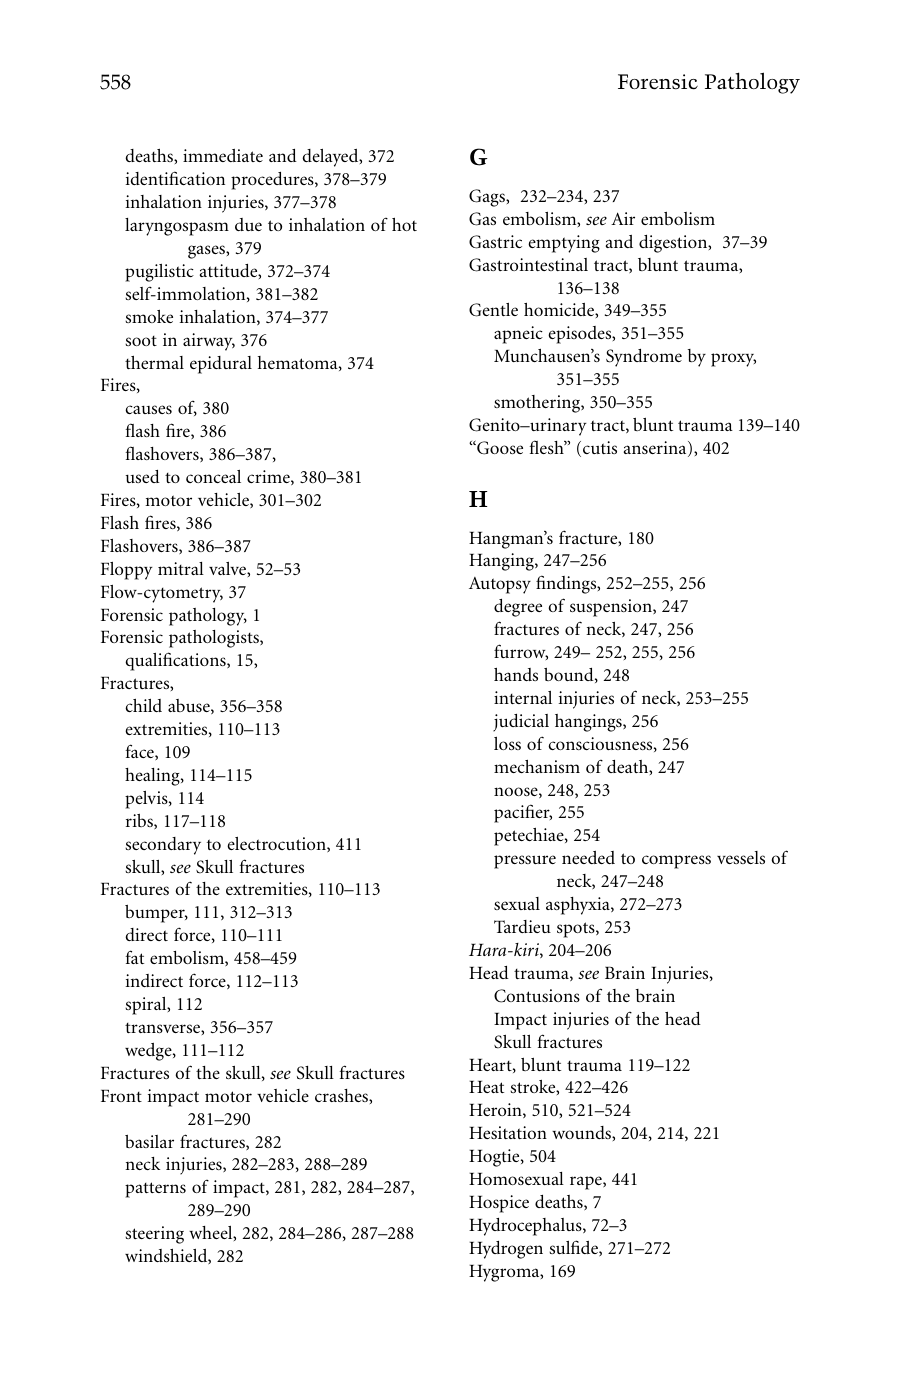 558
Forensic Pathology
deaths, immediate and delayed, 372
identification procedures, 378–379
inhalation injuries, 377–378
laryngospasm due to inhalation of hot
gases, 379
pugilistic attitude, 372–374
self-immolation, 381–382
smoke inhalation, 374–377
soot in airway, 376
thermal epidural hematoma, 374
Fires,
causes of, 380
flash fire, 386
flashovers, 386–387,
used to conceal crime, 380–381
Fires, motor vehicle, 301–302
Flash fires, 386
Flashovers, 386–387
Floppy mitral valve, 52–53
Flow-cytometry, 37
Forensic pathology, 1
Forensic pathologists,
qualifications, 15,
Fractures,
child abuse, 356–358
extremities, 110–113
face, 109
healing, 114–115
pelvis, 114
ribs, 117–118
secondary to electrocution, 411
skull, see Skull fractures
Fractures of the extremities, 110–113
bumper, 111, 312–313
direct force, 110–111
fat embolism, 458–459
indirect force, 112–113
spiral, 112
transverse, 356–357
wedge, 111–112
Fractures of the skull, see Skull fractures
Front impact motor vehicle crashes,
281–290
basilar fractures, 282
neck injuries, 282–283, 288–289
patterns of impact, 281, 282, 284–287,
289–290
steering wheel, 282, 284–286, 287–288
windshield, 282
G
Gags, 232–234, 237
Gas embolism, see Air embolism
Gastric emptying and digestion, 37–39
Gastrointestinal tract, blunt trauma,
136–138
Gentle homicide, 349–355
apneic episodes, 351–355
Munchausen’s Syndrome by proxy,
351–355
smothering, 350–355
Genito–urinary tract, blunt trauma 139–140
“Goose flesh” (cutis anserina), 402
H
Hangman’s fracture, 180
Hanging, 247–256
Autopsy findings, 252–255, 256
degree of suspension, 247
fractures of neck, 247, 256
furrow, 249– 252, 255, 256
hands bound, 248
internal injuries of neck, 253–255
judicial hangings, 256
loss of consciousness, 256
mechanism of death, 247
noose, 248, 253
pacifier, 255
petechiae, 254
pressure needed to compress vessels of
neck, 247–248
sexual asphyxia, 272–273
Tardieu spots, 253
Hara-kiri, 204–206
Head trauma, see Brain Injuries,
Contusions of the brain
Impact injuries of the head
Skull fractures
Heart, blunt trauma 119–122
Heat stroke, 422–426
Heroin, 510, 521–524
Hesitation wounds, 204, 214, 221
Hogtie, 504
Homosexual rape, 441
Hospice deaths, 7
Hydrocephalus, 72–3
Hydrogen sulfide, 271–272
Hygroma, 169